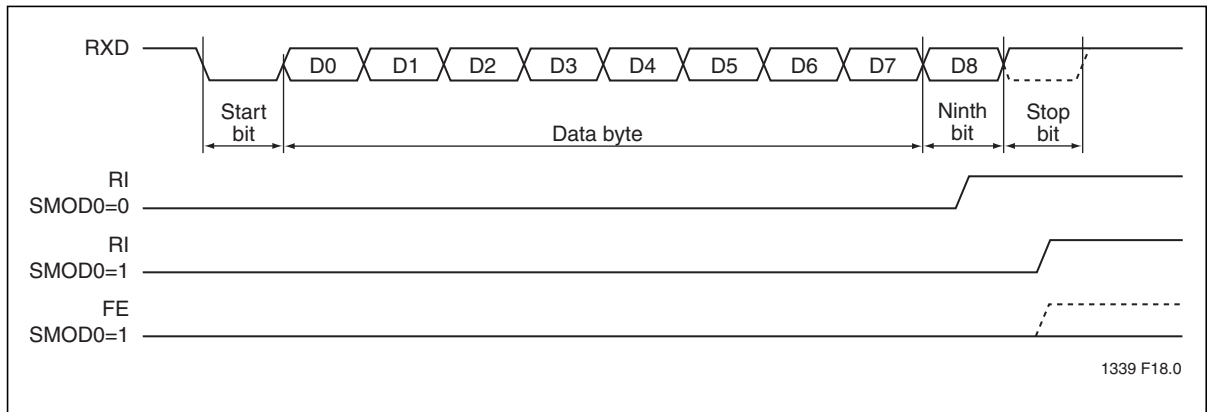 RXD D0 D1 D2 D3 D4 D5 D6 D7 D8
Start bit
Data byte
Ninth bit
Stop bit
RI
SMOD0=0
RI
SMOD0=1
FE
SMOD0=1
1339 F18.0